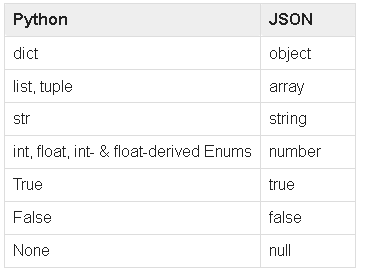 Python JSON
dict object
list, tuple array
str string
int, float, int- & float-derived Enums number
True true
False false
None null